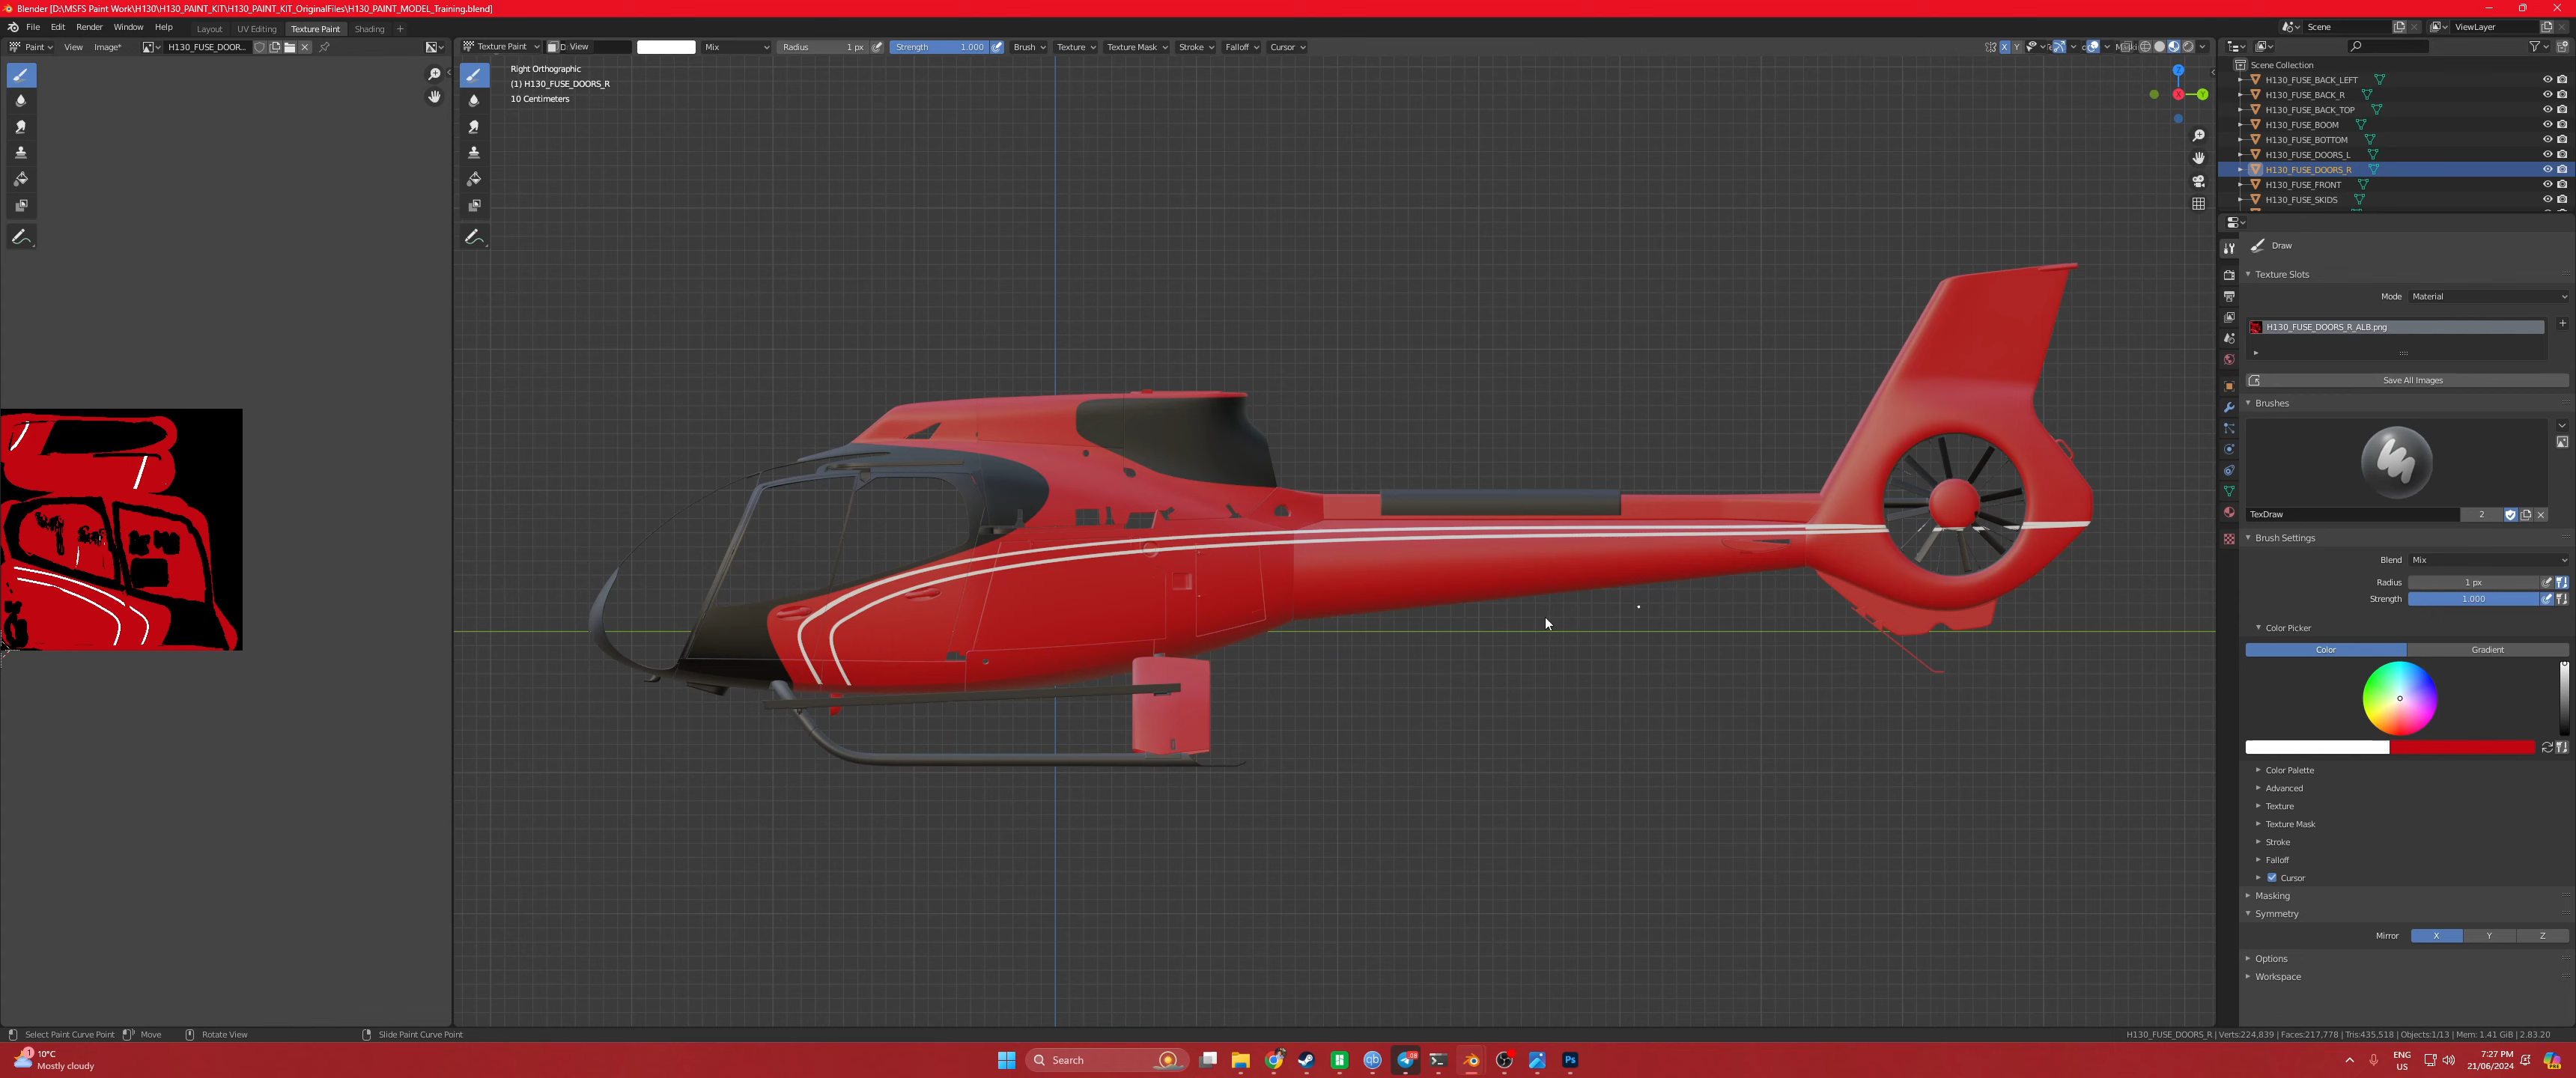 Blender [D:\MSFS Paint Work\H130\H130_PAINT_KIT\H130_PAINT_KIT_OriginalFiles\H130_PAINT_MODEL_Training.blend]
File Edit Render Window Help Layout UV Editing Texture Paint Shading + Scene ViewLayer
Paint View Image* H130_FUSE_DOOR... Texture Paint View Mix Radius 1 px Strength 1.000 Brush Texture Texture Mask Stroke Falloff Cursor X Y
Right Orthographic
(1) H130_FUSE_DOORS_R
10 Centimeters
Z
X
Y
Scene Collection
H130_FUSE_BACK_LEFT
H130_FUSE_BACK_R
H130_FUSE_BACK_TOP
H130_FUSE_BOOM
H130_FUSE_BOTTOM
H130_FUSE_DOORS_L
H130_FUSE_DOORS_R
H130_FUSE_FRONT
H130_FUSE_SKIDS
Draw
Texture Slots
Mode Material
H130_FUSE_DOORS_R_ALB.png
Save All Images
Brushes
TexDraw 2
Brush Settings
Blend Mix
Radius 1 px
Strength 1.000
Color Picker
Color Gradient
Color Palette
Advanced
Texture
Texture Mask
Stroke
Falloff
Cursor
Masking
Symmetry
Mirror X Y Z
Options
Workspace
Select Paint Curve Point Move Rotate View Slide Paint Curve Point
H130_FUSE_DOORS_R | Verts:224,839 | Faces:217,778 | Tris:435,518 | Objects:1/13 | Mem: 1.41 GiB | 2.83.20
1
10°C
Mostly cloudy
Search
qb
Ps
ENG
US
7:27 PM
21/06/2024